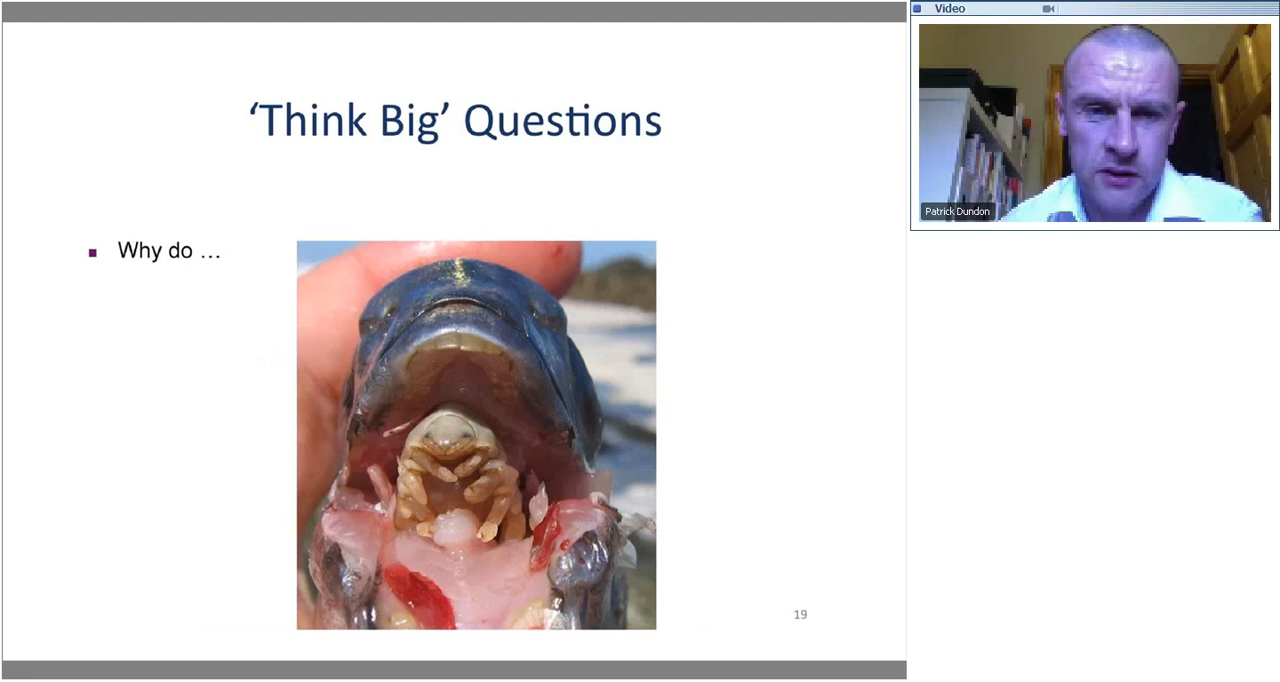 ‘Think Big’ Questions
▪ Why do …
19
Video
Patrick Dundon